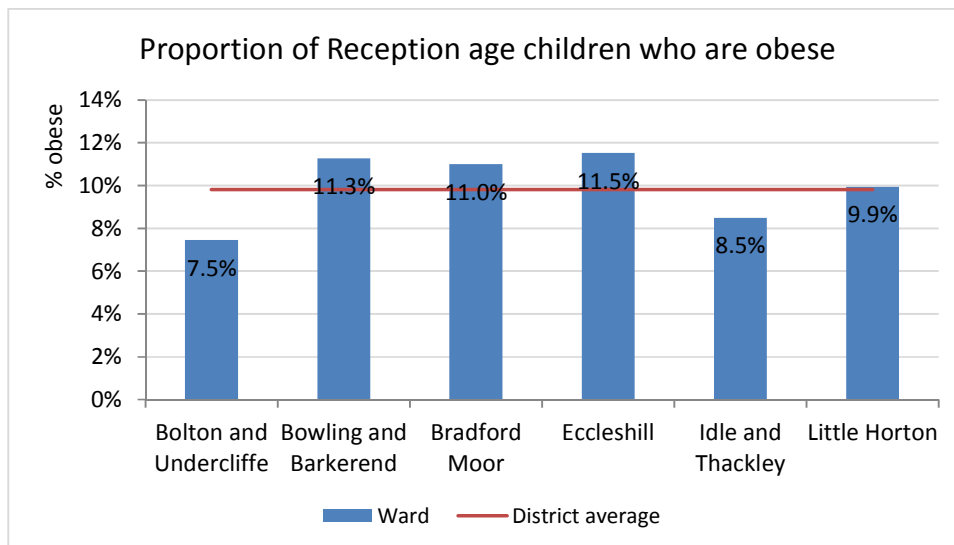 Proportion of Reception age children who are obese
% obese
14%
12%
10%
8%
6%
4%
2%
0%
7.5%
11.3%
11.0%
11.5%
8.5%
9.9%
Bolton and
Undercliffe
Bowling and
Barkerend
Bradford
Moor
Eccleshill
Idle and
Thackley
Little Horton
Ward
District average